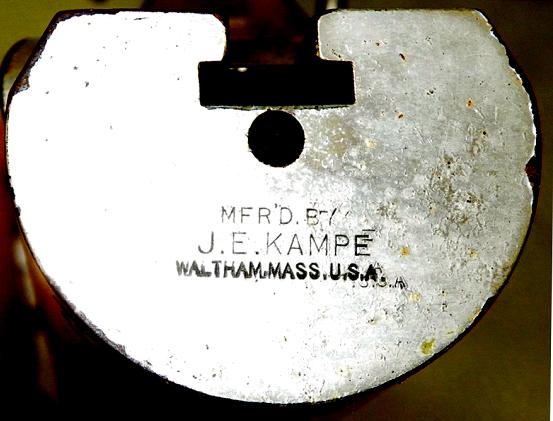 MFR'D. BY
J. E. KAMPE
WALTHAM.MASS.U.S.A.